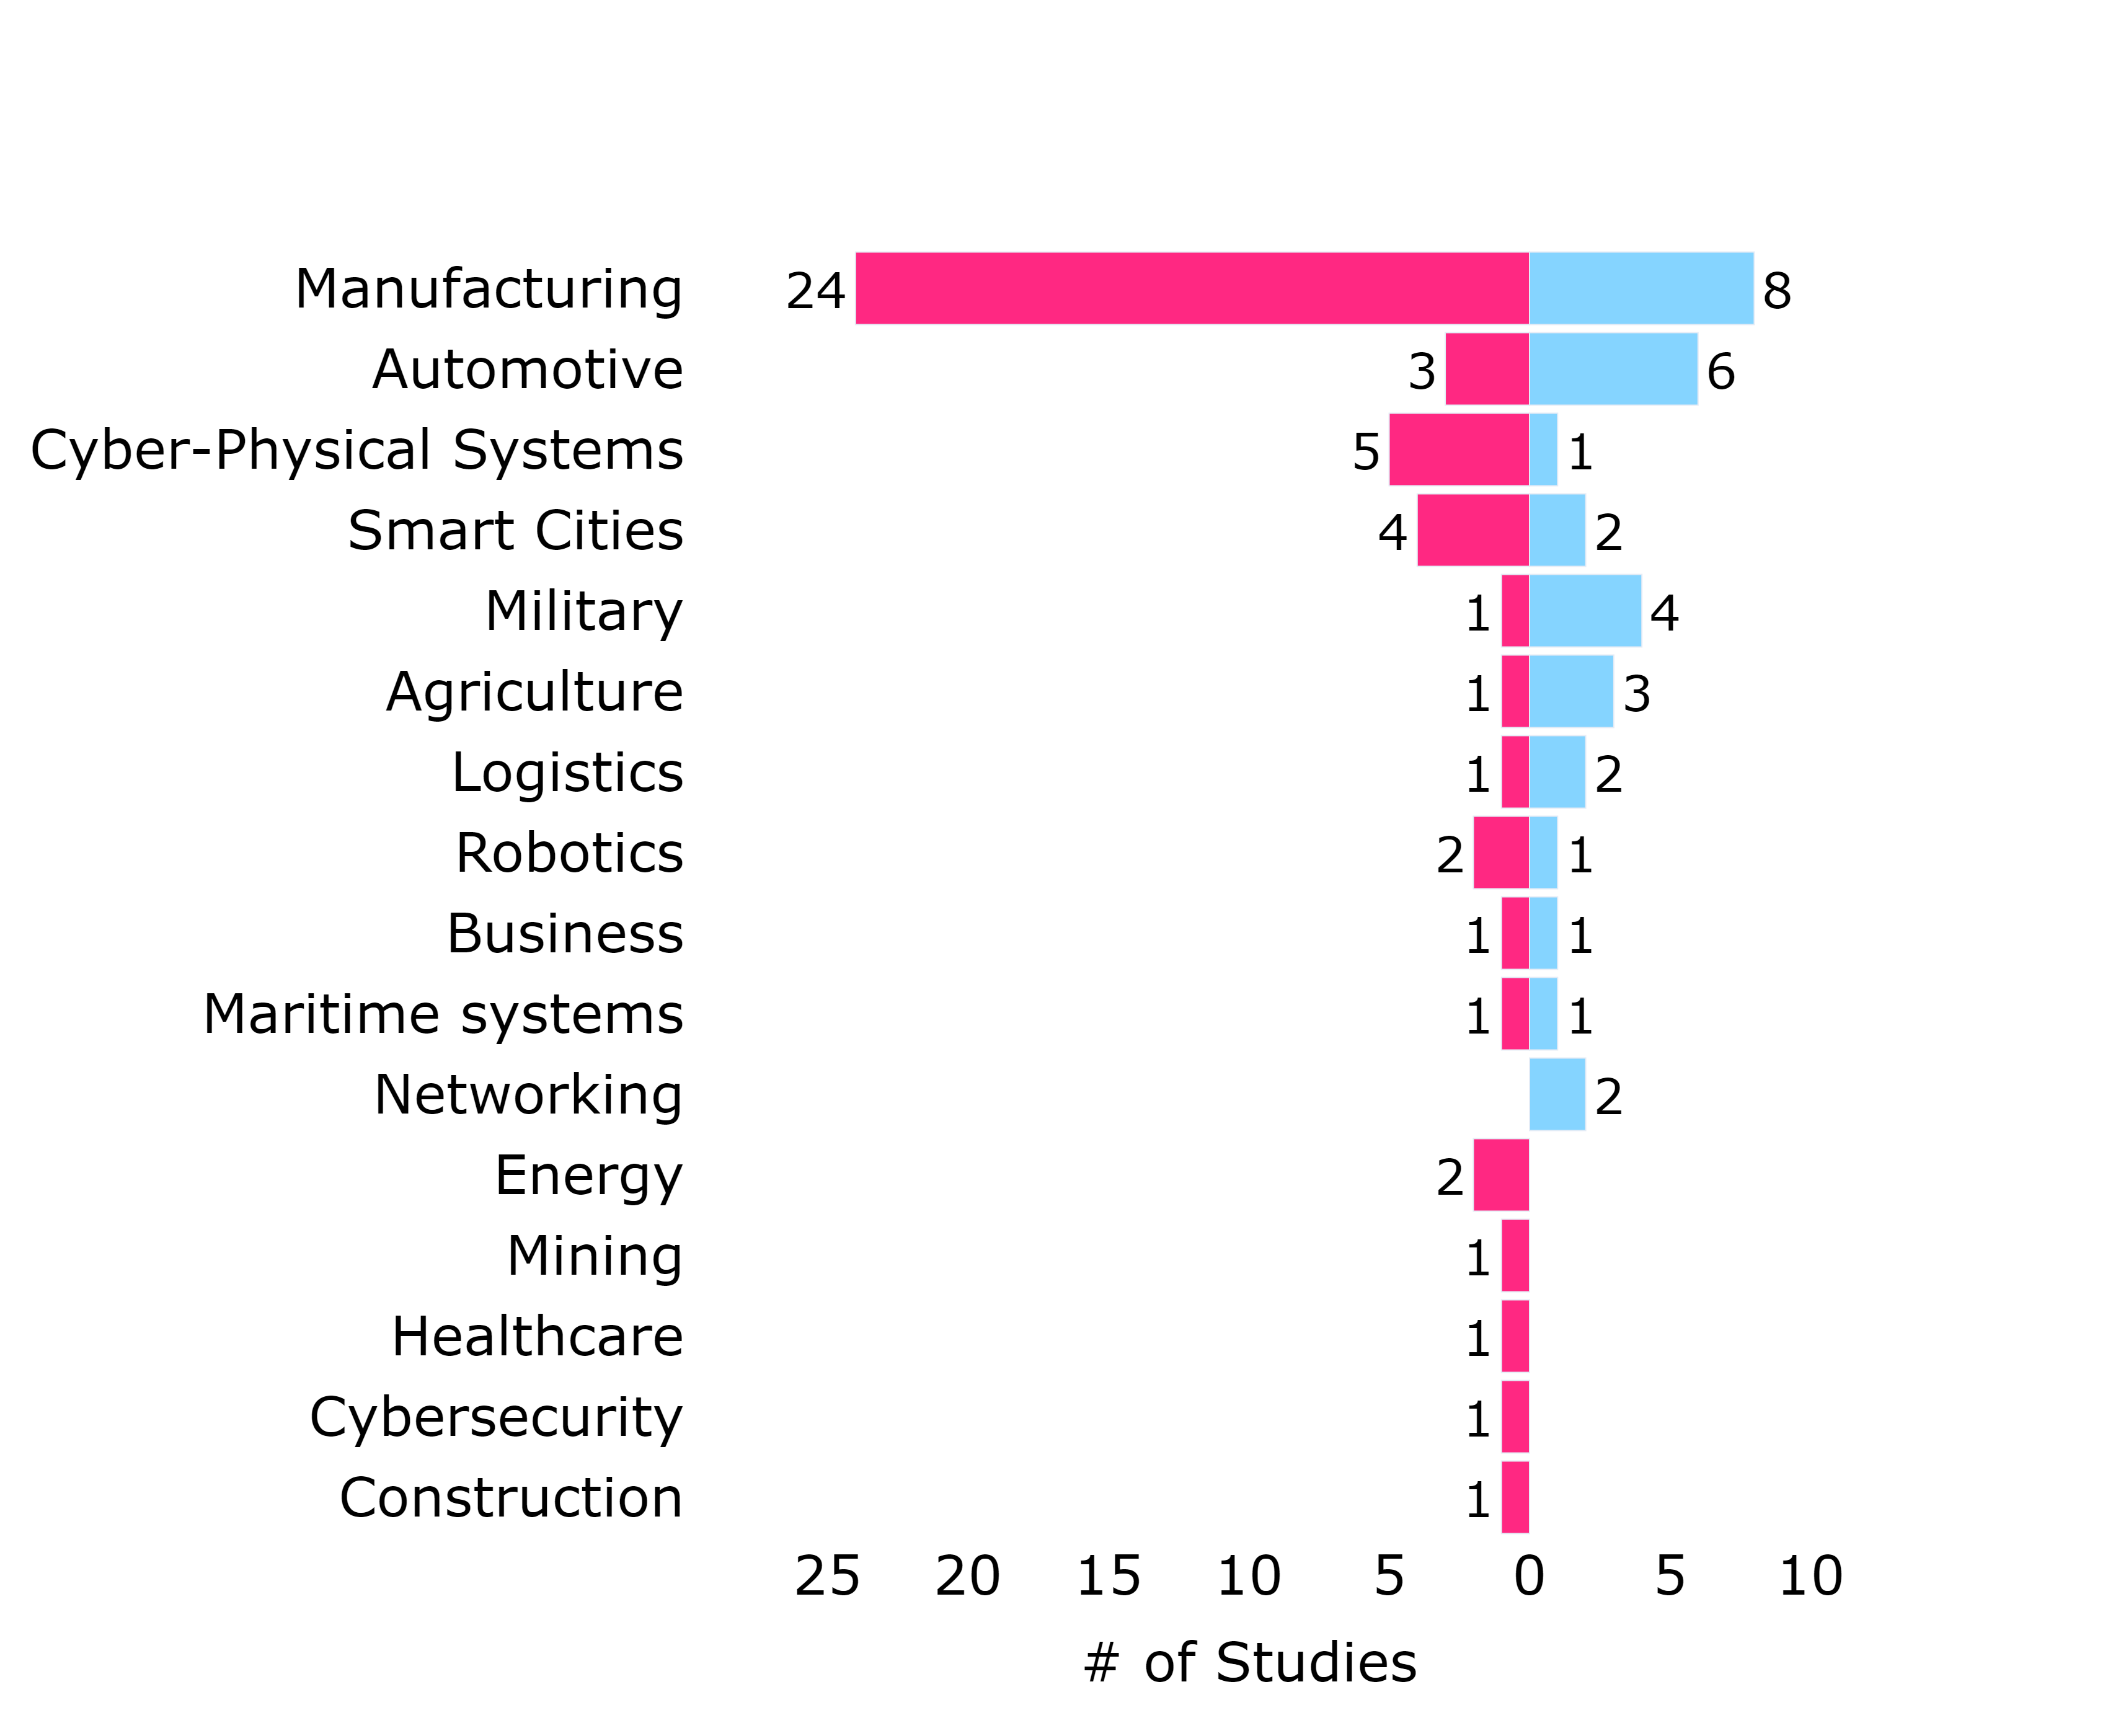 Manufacturing 24 8
Automotive 3 6
Cyber-Physical Systems 5 1
Smart Cities 4 2
Military 1 4
Agriculture 1 3
Logistics 1 2
Robotics 2 1
Business 1 1
Maritime systems 1 1
Networking 2
Energy 2
Mining 1
Healthcare 1
Cybersecurity 1
Construction 1
25 20 15 10 5 0 5 10
# of Studies